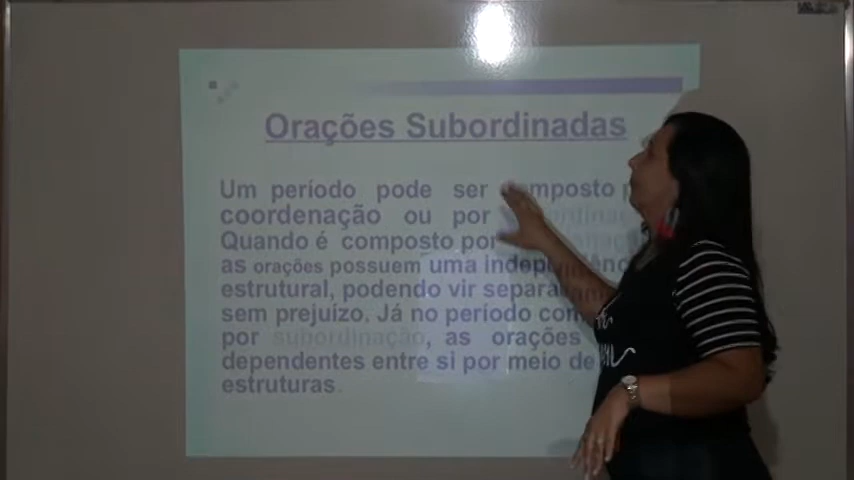 Orações Subordinadas
Um período pode ser composto
coordenação ou por
Quando é composto por
as orações possuem uma
estrutural, podendo vir
sem prejuízo. Já no período
por subordinação, as orações
dependentes entre si por meio de
estruturas.